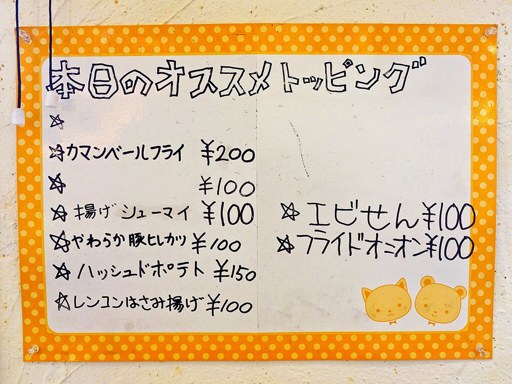 本日のオススメトッピング
☆
☆カマンベールフライ ¥200
☆ ¥100
☆揚げシューマイ ¥100
☆やわらか豚ヒレカツ ¥100
☆ハッシュドポテト ¥150
☆レンコンはさみ揚げ ¥100
☆エビせん¥100
☆フライドオニオン¥100